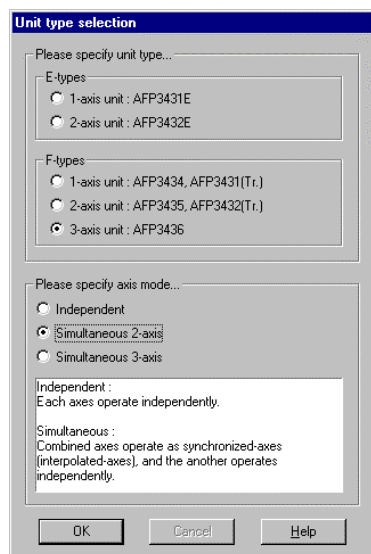 Unit type selection
Please specify unit type...
E-types
1-axis unit : AFP3431E
2-axis unit : AFP3432E
F-types
1-axis unit : AFP3434, AFP3431(Tr.)
2-axis unit : AFP3435, AFP3432(Tr.)
3-axis unit : AFP3436
Please specify axis mode...
Independent
Simultaneous 2-axis
Simultaneous 3-axis
Independent :
Each axes operate independently.
Simultaneous :
Combined axes operate as synchronized-axes
(interpolated-axes), and the another operates
independently.
OK
Cancel
Help